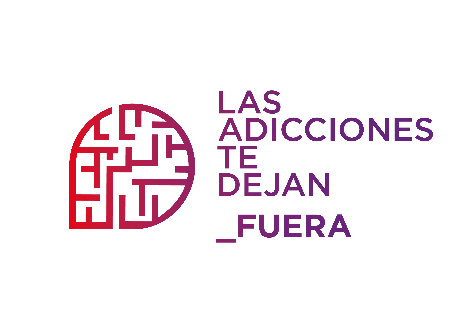 LAS
ADICCIONES
TE
DEJAN
_FUERA